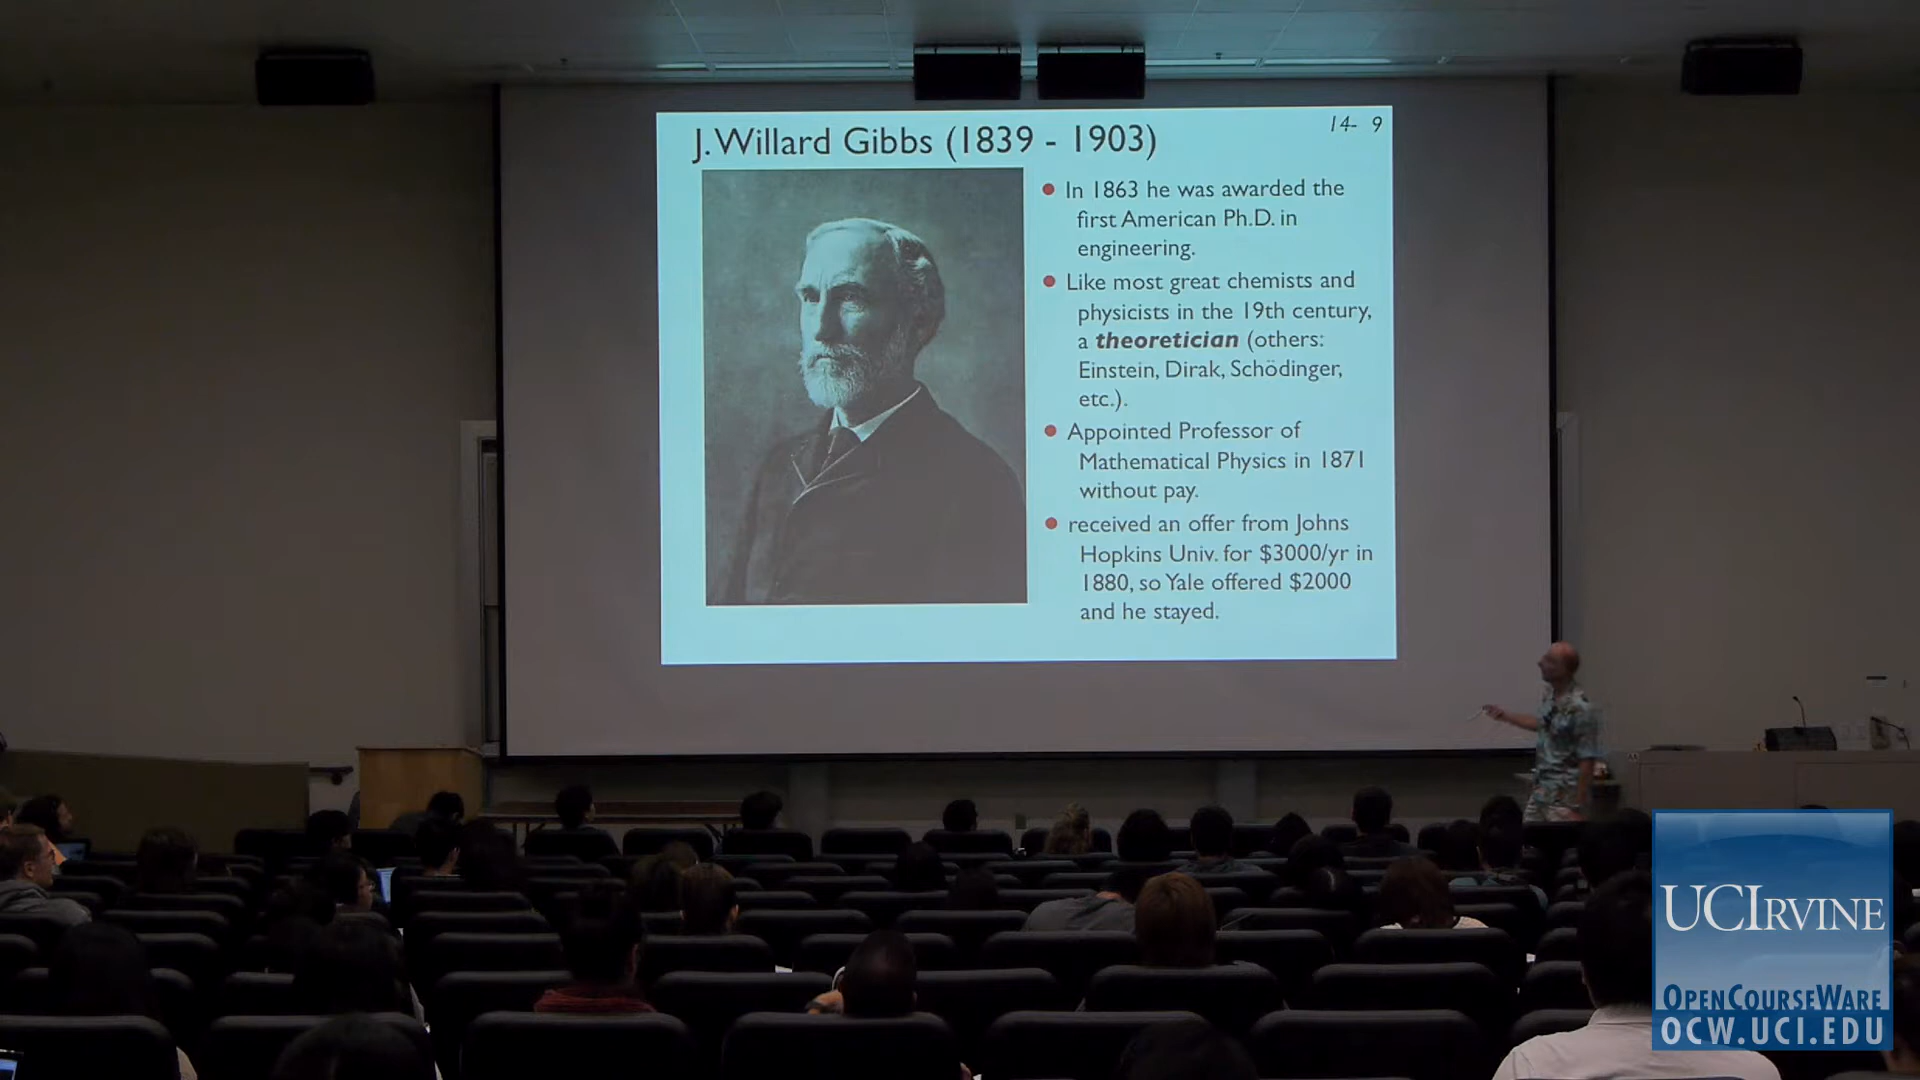 J. Willard Gibbs (1839 - 1903)
14- 9
In 1863 he was awarded the
first American Ph.D. in
engineering.
Like most great chemists and
physicists in the 19th century,
a theoretician (others:
Einstein, Dirak, Schödinger,
etc.).
Appointed Professor of
Mathematical Physics in 1871
without pay.
received an offer from Johns
Hopkins Univ. for $3000/yr in
1880, so Yale offered $2000
and he stayed.
UCIRVINE
OPENCOURSEWARE
OCW.UCI.EDU